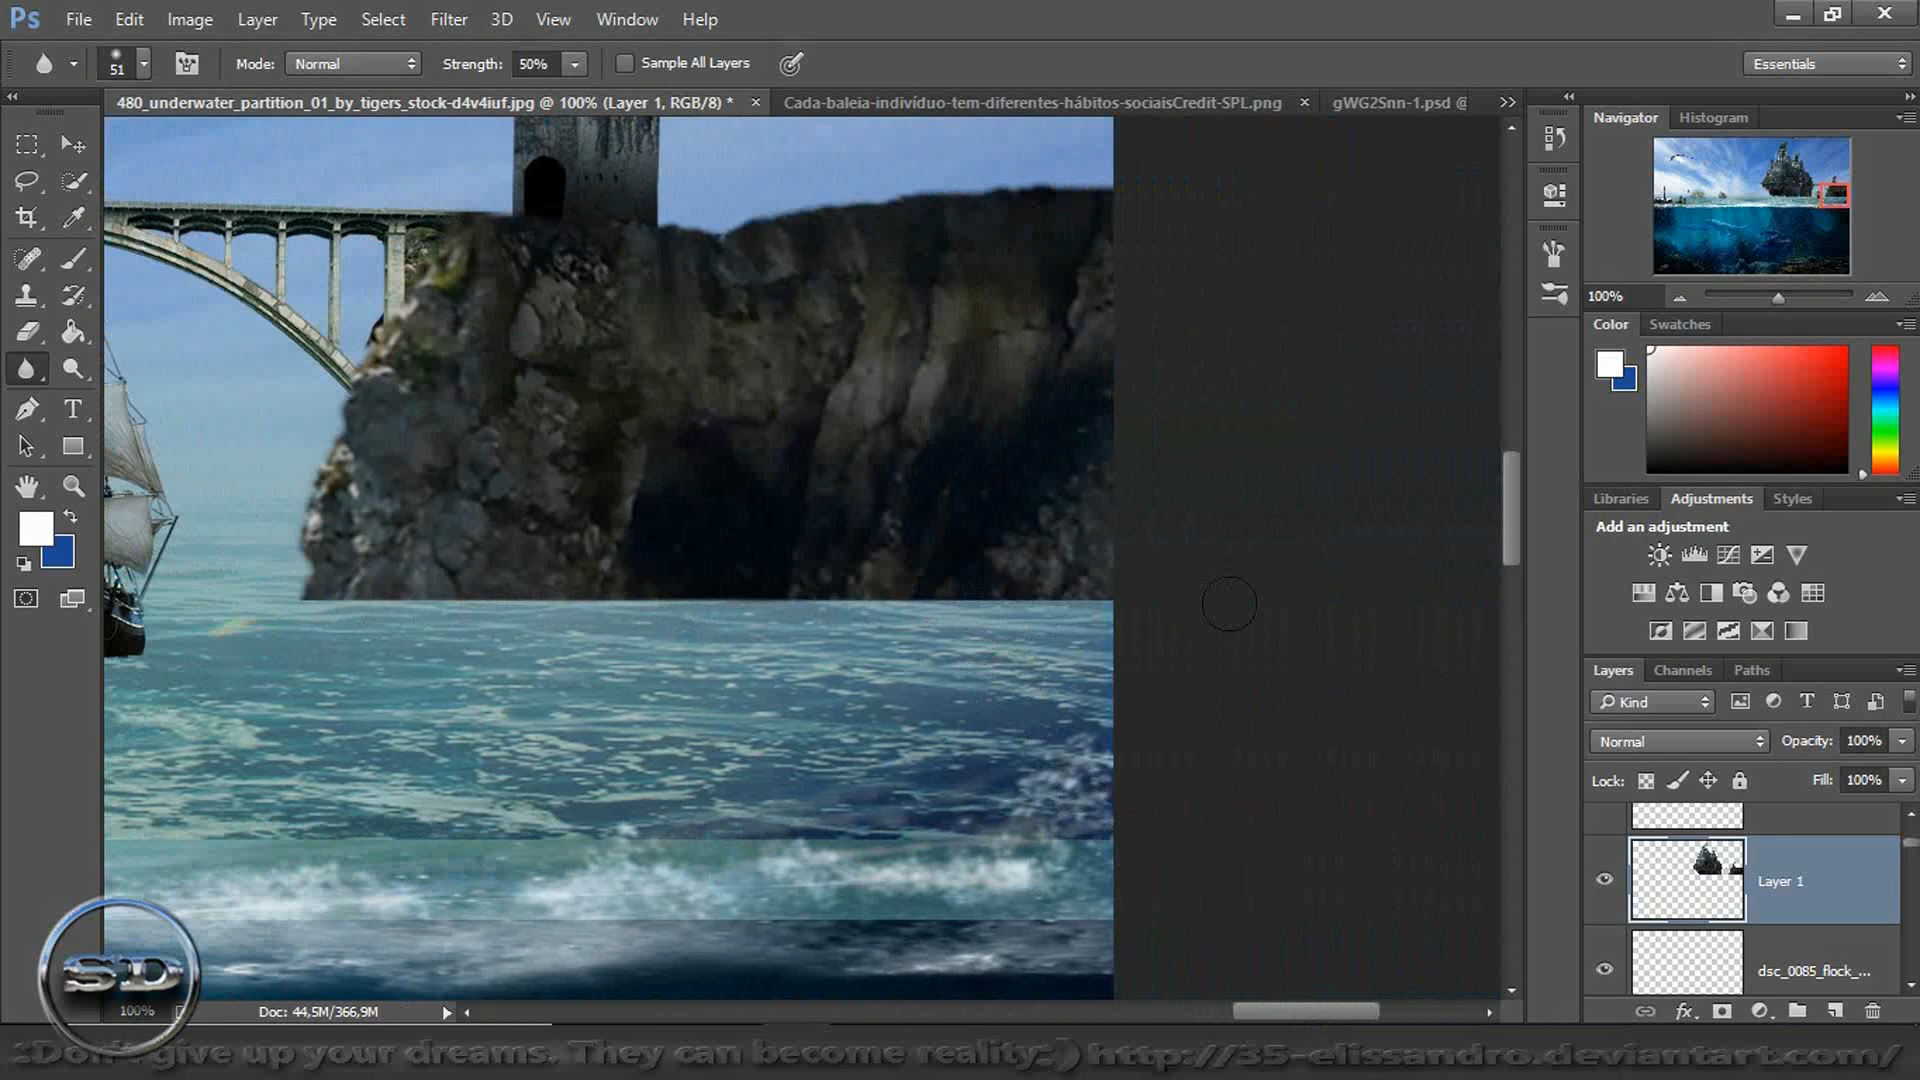 Ps File Edit Image Layer Type Select Filter 3D View Window Help
51 Mode: Normal Strength: 50% Sample All Layers Essentials
480_underwater_partition_01_by_tigers_stock-d4v4iuf.jpg @ 100% (Layer 1, RGB/8) * Cada-baleia-indivíduo-tem-diferentes-hábitos-sociaisCredit-SPL.png gWG2Snn-1.psd @
Navigator Histogram
100%
Color Swatches
Libraries Adjustments Styles
Add an adjustment
Layers Channels Paths
Kind
Normal Opacity: 100%
Lock: Fill: 100%
Layer 1
dsc_0085_flock_...
SD
100% Doc: 44,5M/366,9M
:Don't give up your dreams. They can become reality:) http://35-elissandro.deviantart.com/